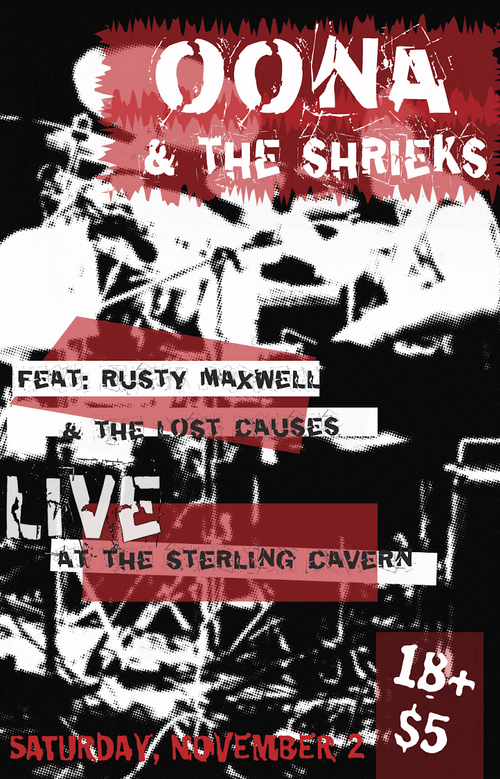 OONA
& THE SHRIEKS
FEAT: RUSTY MAXWELL
& THE LOST CAUSES
LIVE
AT THE STERLING CAVERN
18+
$5
SATURDAY, NOVEMBER 2